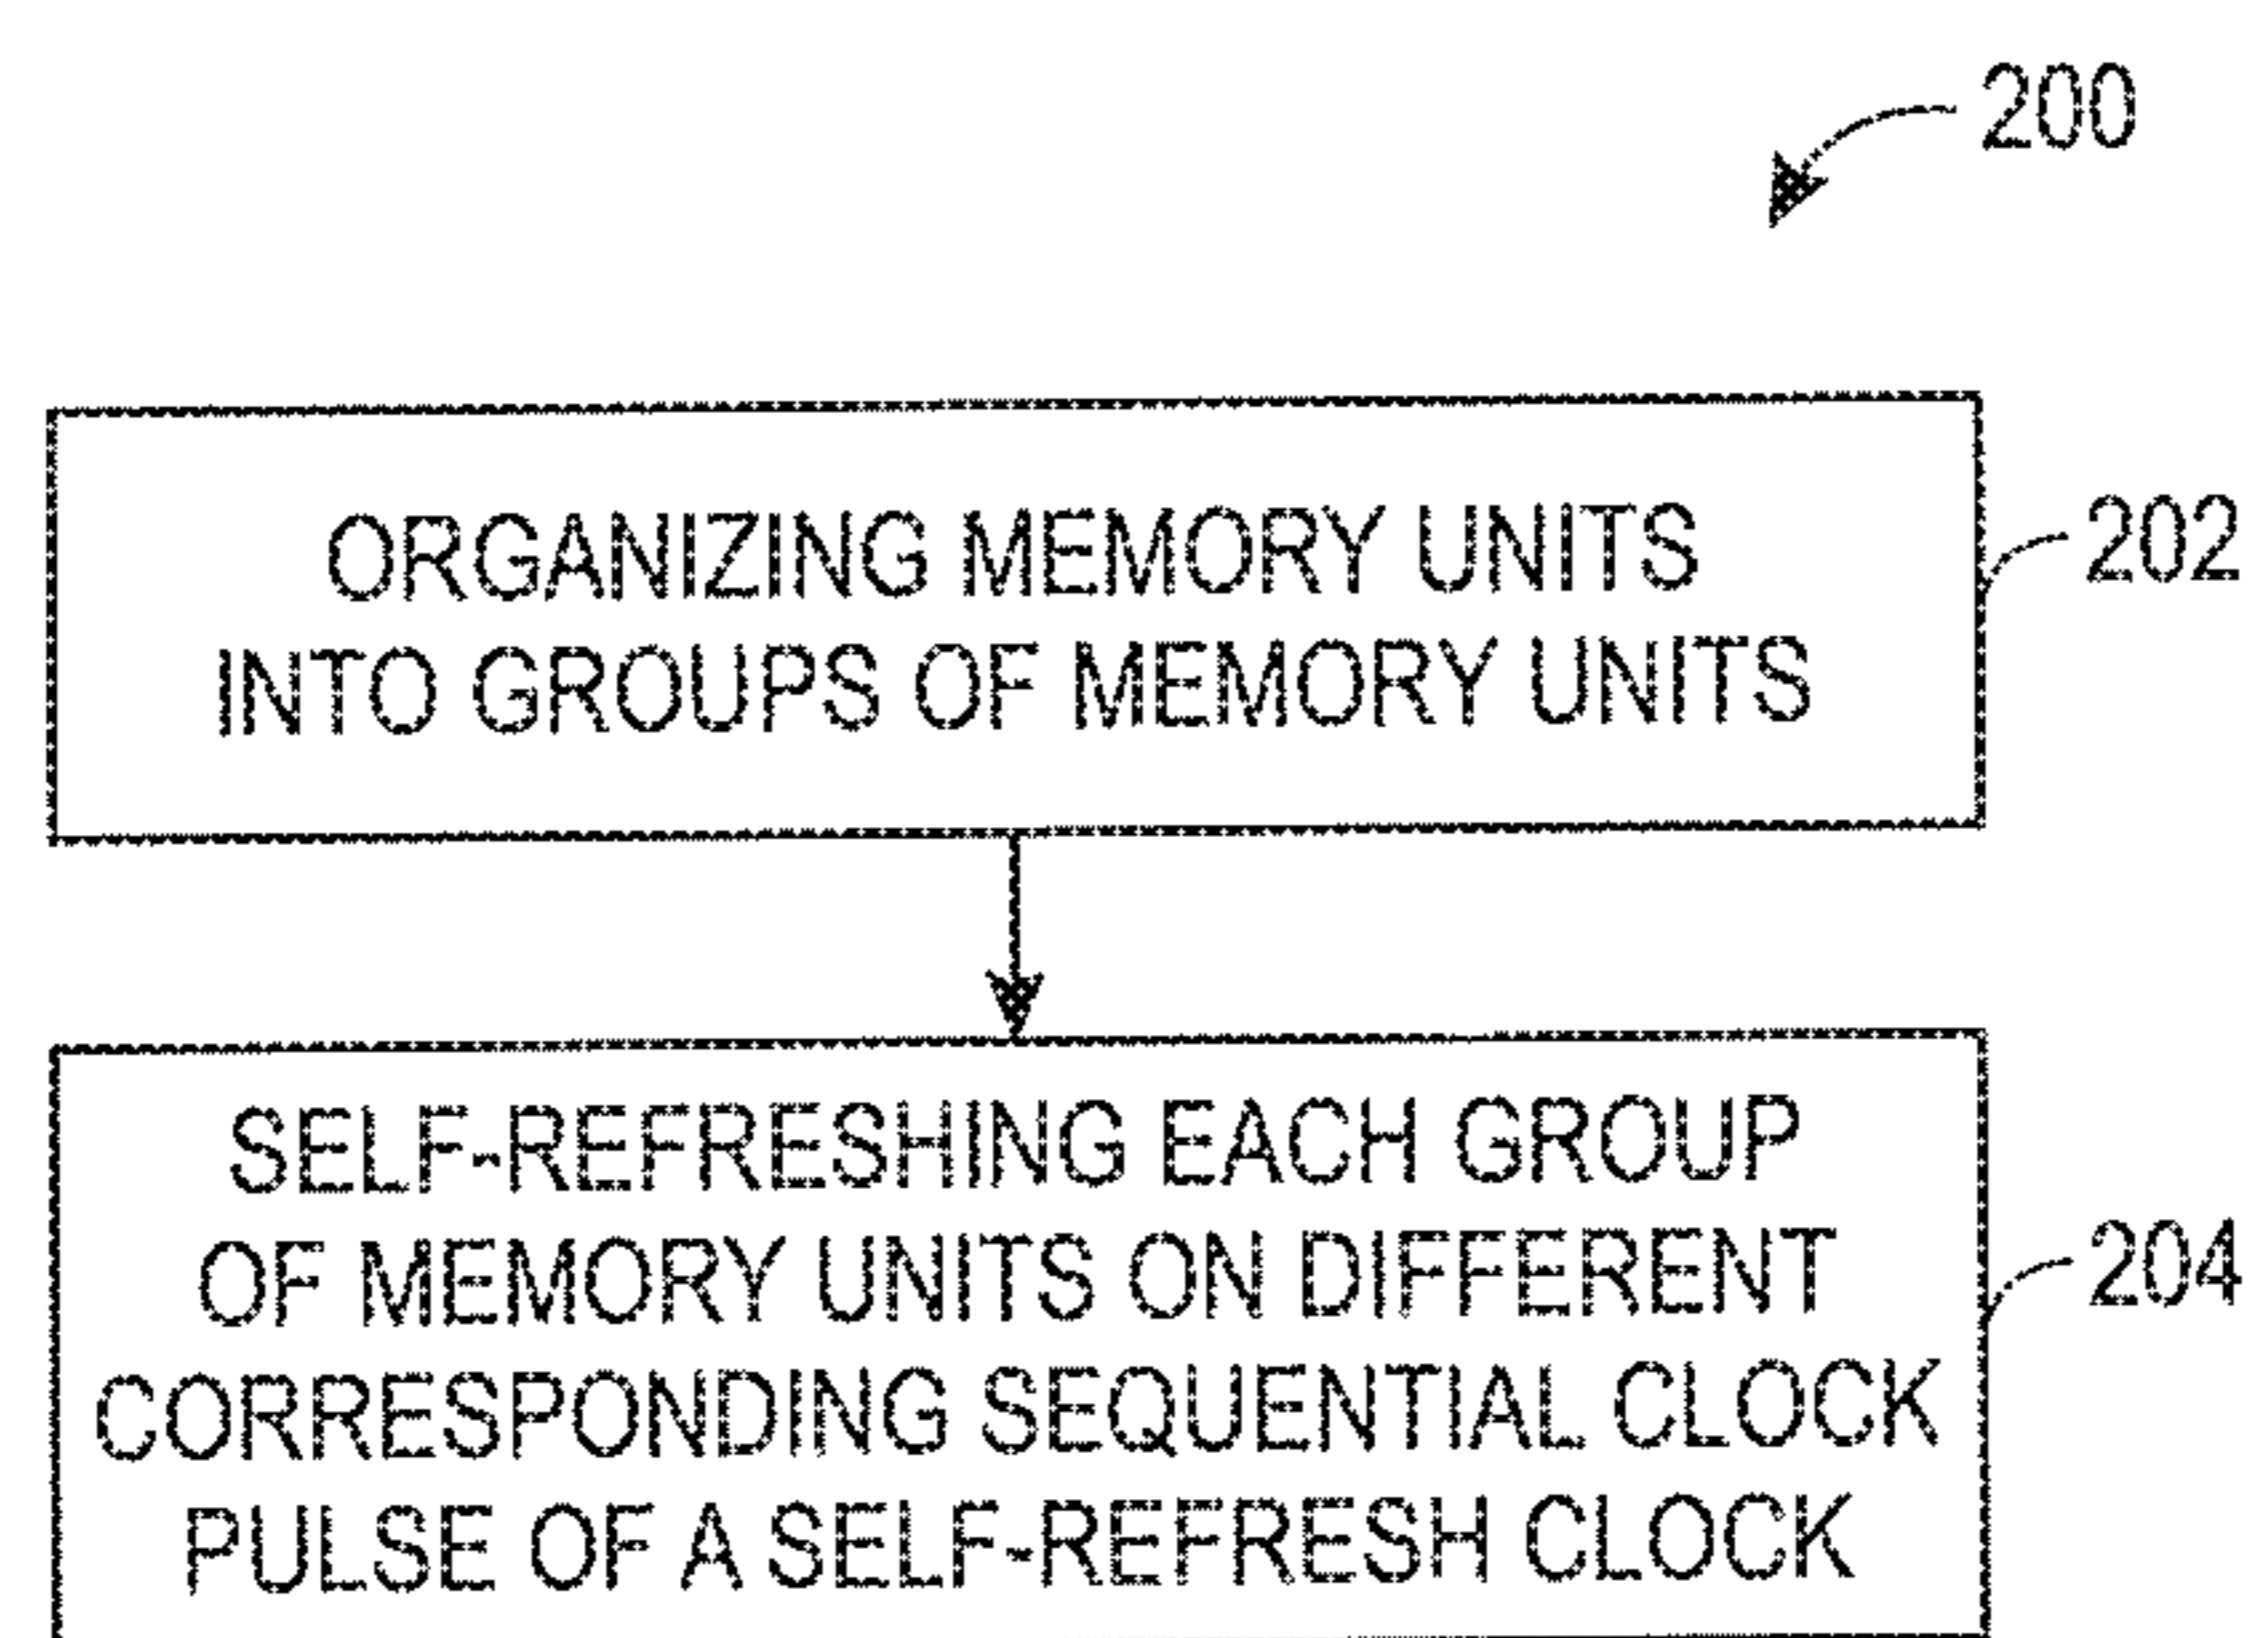 200
ORGANIZING MEMORY UNITS
INTO GROUPS OF MEMORY UNITS
202
SELF-REFRESHING EACH GROUP
OF MEMORY UNITS ON DIFFERENT
CORRESPONDING SEQUENTIAL CLOCK
PULSE OF A SELF-REFRESH CLOCK
204